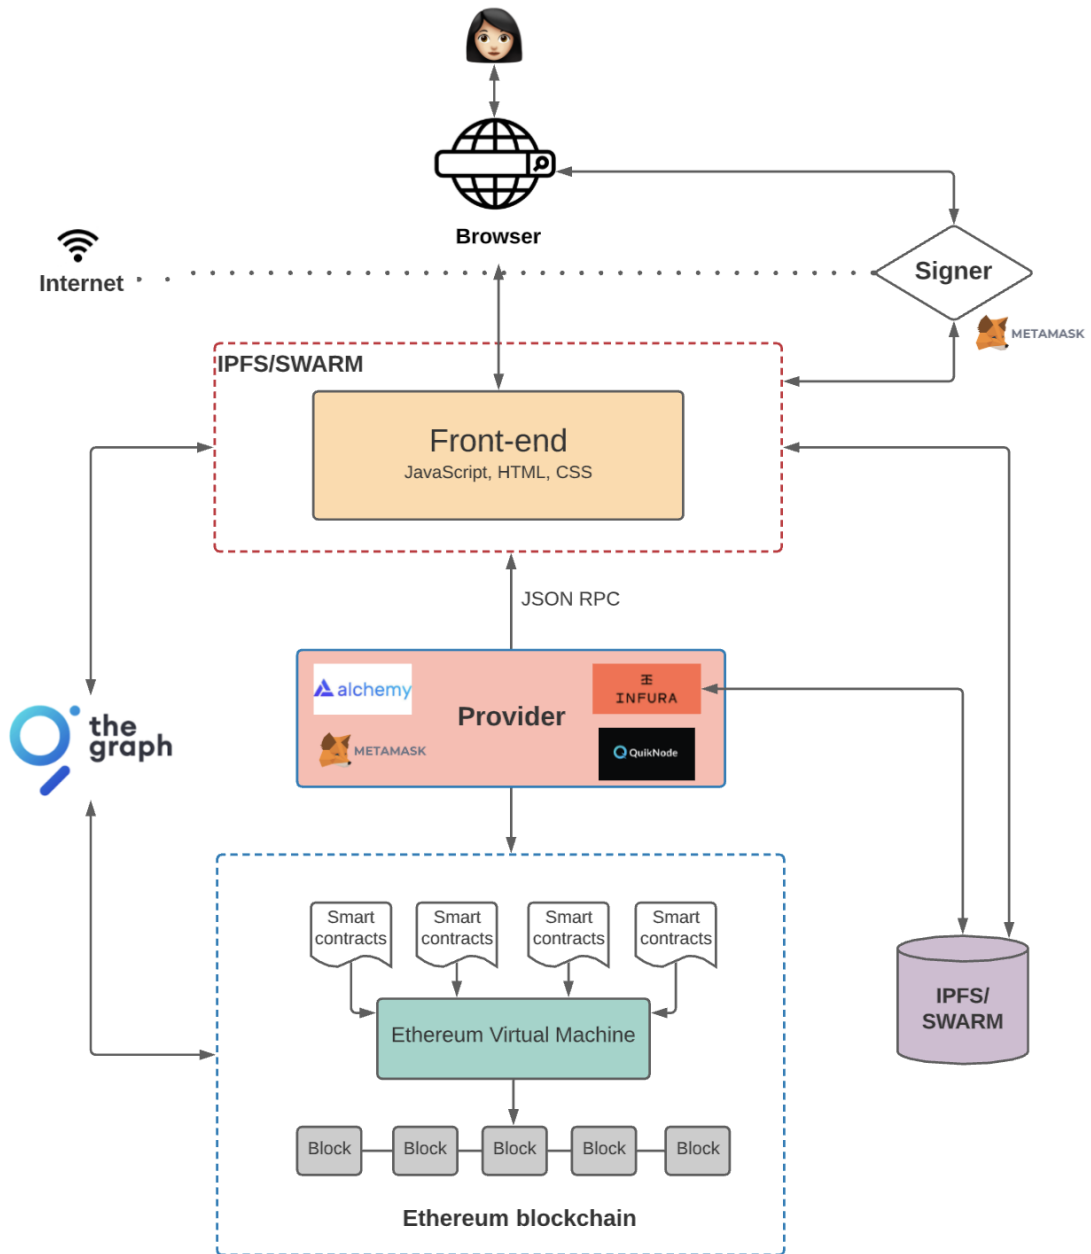 Browser
Internet
Signer
METAMASK
IPFS/SWARM
Front-end
JavaScript, HTML, CSS
JSON RPC
alchemy
INFURA
Provider
METAMASK
QuikNode
the
graph
Smart
contracts
Smart
contracts
Smart
contracts
Smart
contracts
Ethereum Virtual Machine
IPFS/
SWARM
Block
Block
Block
Block
Block
Ethereum blockchain